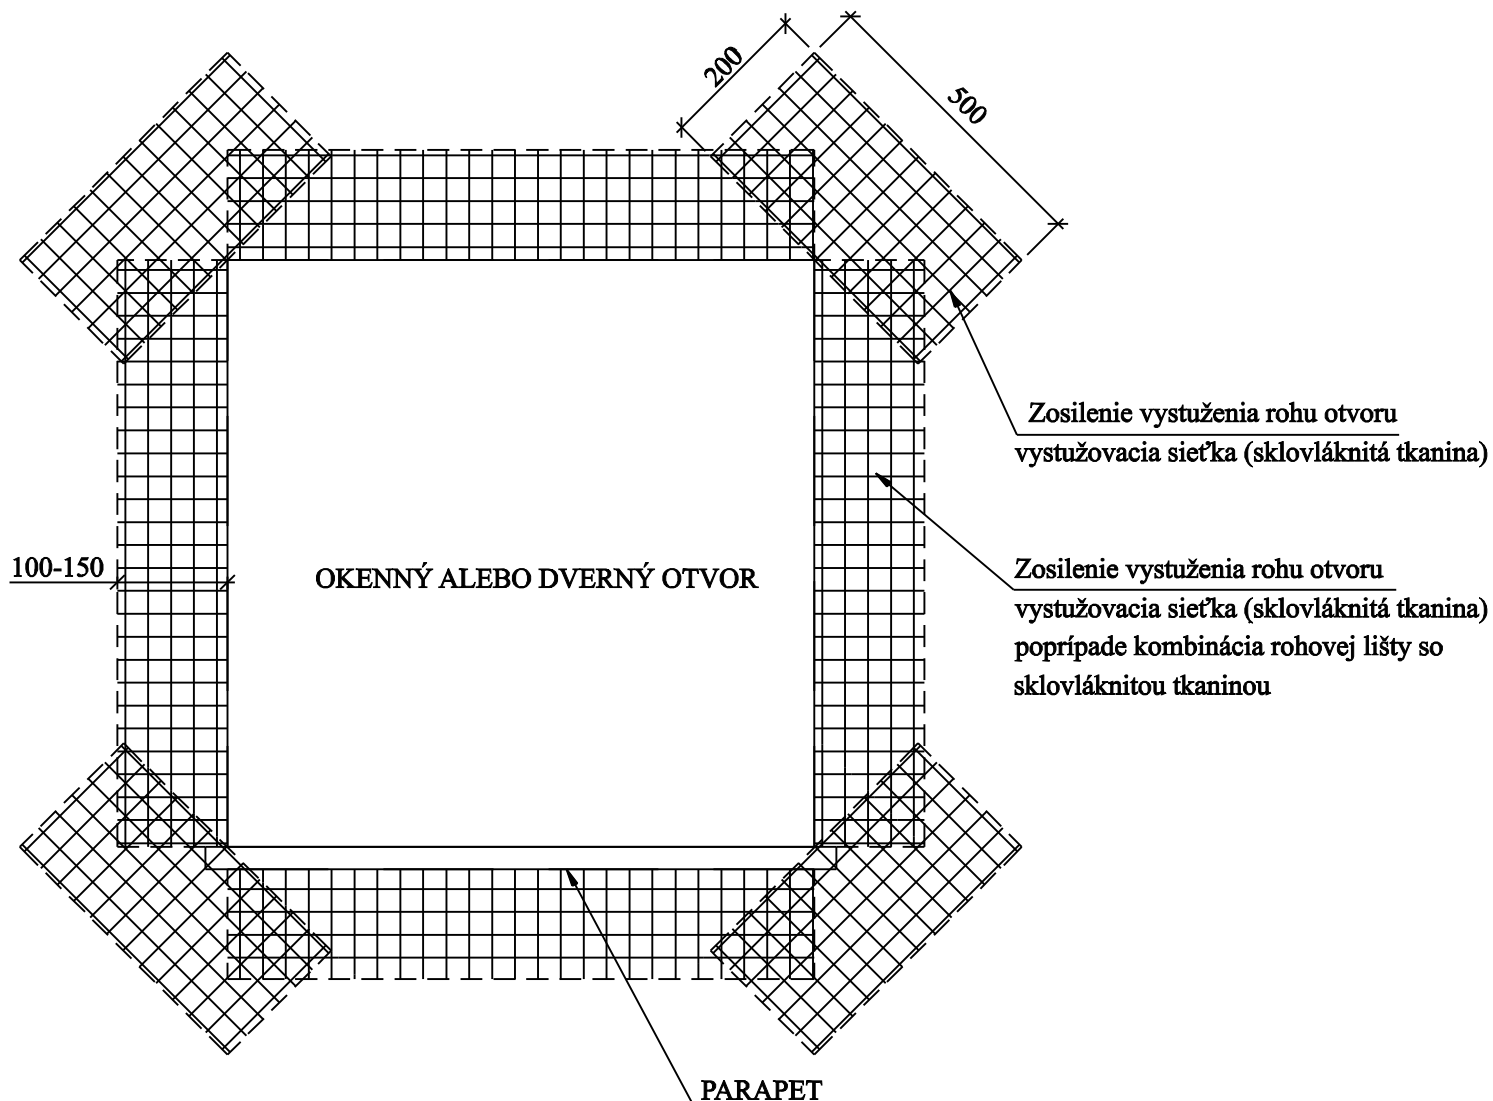 200
500
Zosilenie vystuženia rohu otvoru
vystužovacia sieťka (sklovláknitá tkanina)
100-150
OKENNÝ ALEBO DVERNÝ OTVOR
Zosilenie vystuženia rohu otvoru
vystužovacia sieťka (sklovláknitá tkanina)
poprípade kombinácia rohovej lišty so
sklovláknitou tkaninou
PARAPET